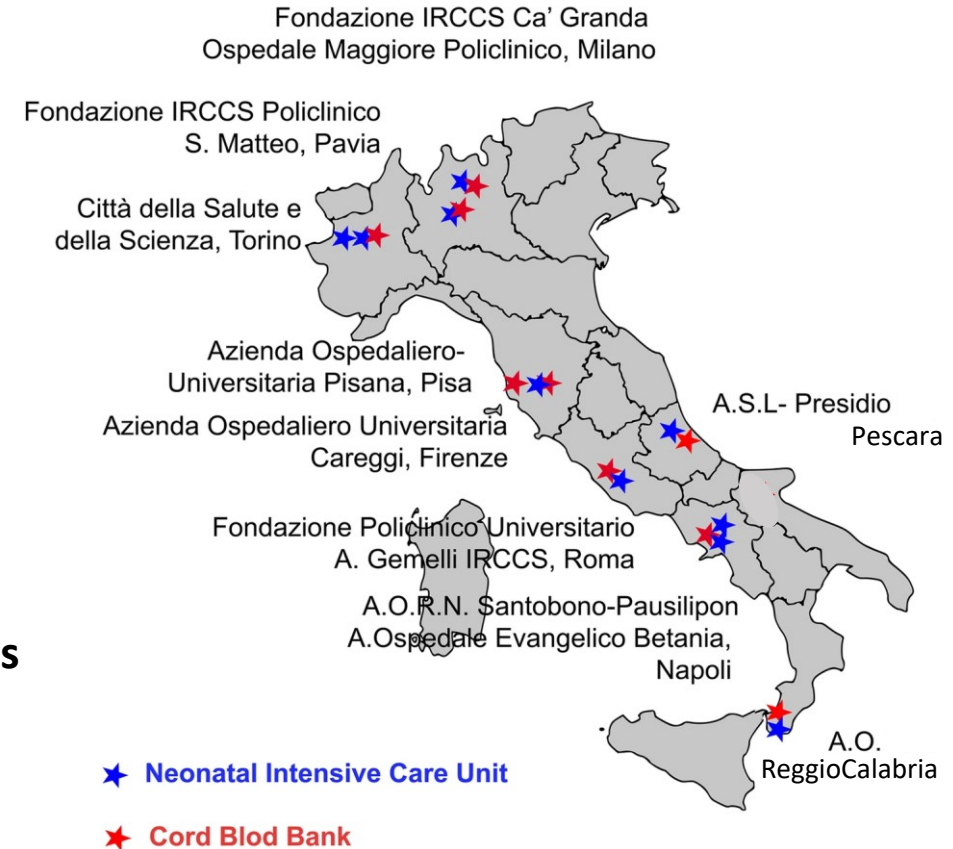 Fondazione IRCCS Ca' Granda
Ospedale Maggiore Policlinico, Milano
Fondazione IRCCS Policlinico
S. Matteo, Pavia
Città della Salute e
della Scienza, Torino
Azienda Ospedaliero-
Universitaria Pisana, Pisa
A.S.L- Presidio
Pescara
Azienda Ospedaliero Universitaria
Careggi, Firenze
Fondazione Policlinico Universitario
A. Gemelli IRCCS, Roma
A.O.R.N. Santobono-Pausilipon
A.Ospedale Evangelico Betania,
Napoli
s
A.O.
ReggioCalabria
Neonatal Intensive Care Unit
Cord Blod Bank